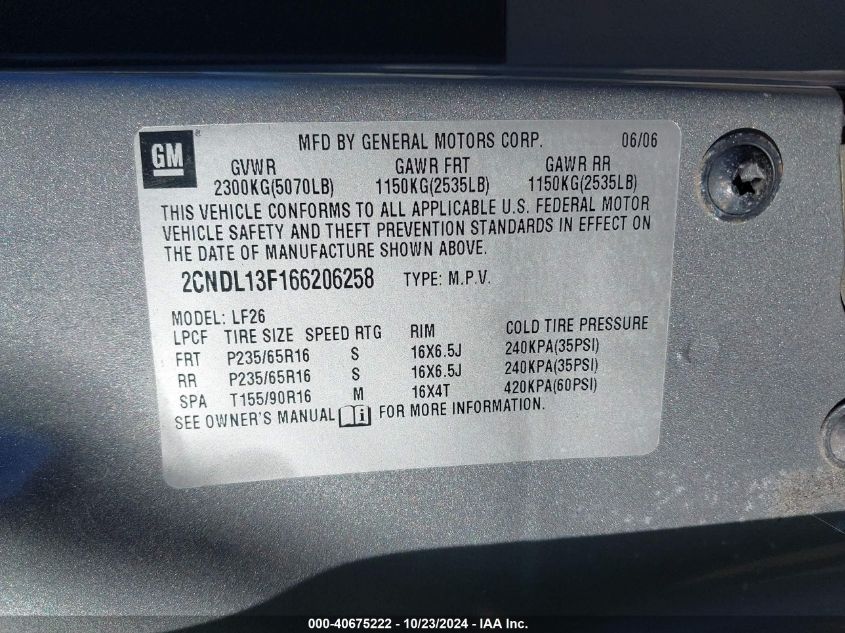 GM ® MFD BY GENERAL MOTORS CORP. 06/06
GVWR GAWR FRT GAWR RR
2300KG(5070LB) 1150KG(2535LB) 1150KG(2535LB)
THIS VEHICLE CONFORMS TO ALL APPLICABLE U.S. FEDERAL MOTOR
VEHICLE SAFETY AND THEFT PREVENTION STANDARDS IN EFFECT ON
THE DATE OF MANUFACTURE SHOWN ABOVE.
2CNDL13F166206258 TYPE: M.P.V.
MODEL: LF26
LPCF TIRE SIZE SPEED RTG RIM COLD TIRE PRESSURE
FRT P235/65R16 S 16X6.5J 240KPA(35PSI)
RR P235/65R16 S 16X6.5J 240KPA(35PSI)
SPA T155/90R16 M 16X4T 420KPA(60PSI)
SEE OWNER'S MANUAL FOR MORE INFORMATION.
000-40675222 - 10/23/2024 - IAA Inc.